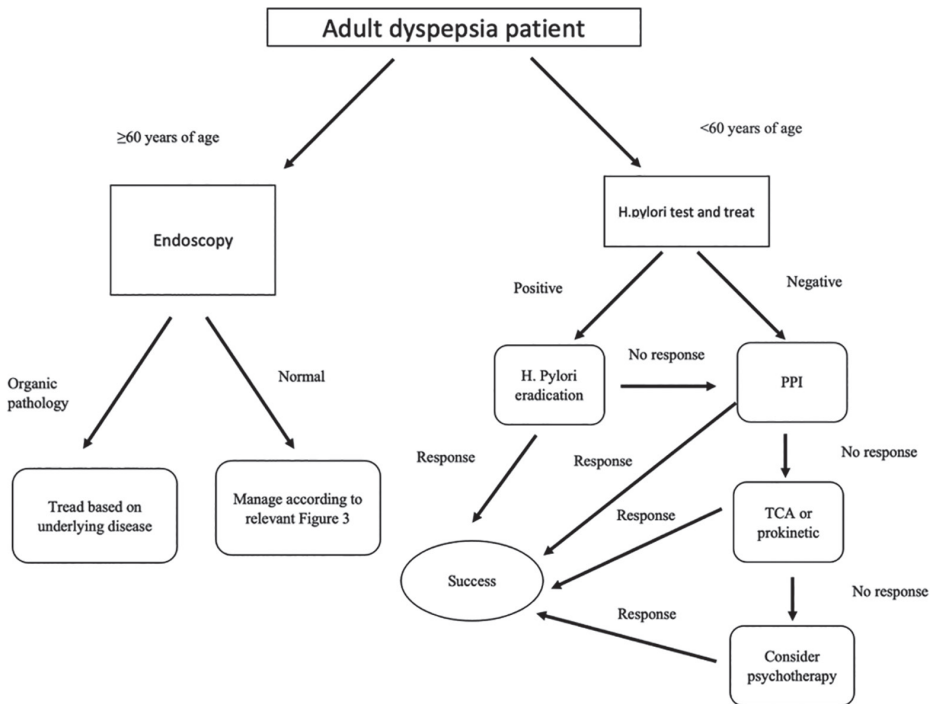 Adult dyspepsia patient
≥60 years of age
<60 years of age
Endoscopy
H.pylori test and treat
Positive
Negative
Organic
pathology
Normal
H. Pylori
eradication
No response
PPI
Response
Response
No response
Tread based on
underlying disease
Manage according to
relevant Figure 3
Response
TCA or
prokinetic
Success
No response
Response
Consider
psychotherapy